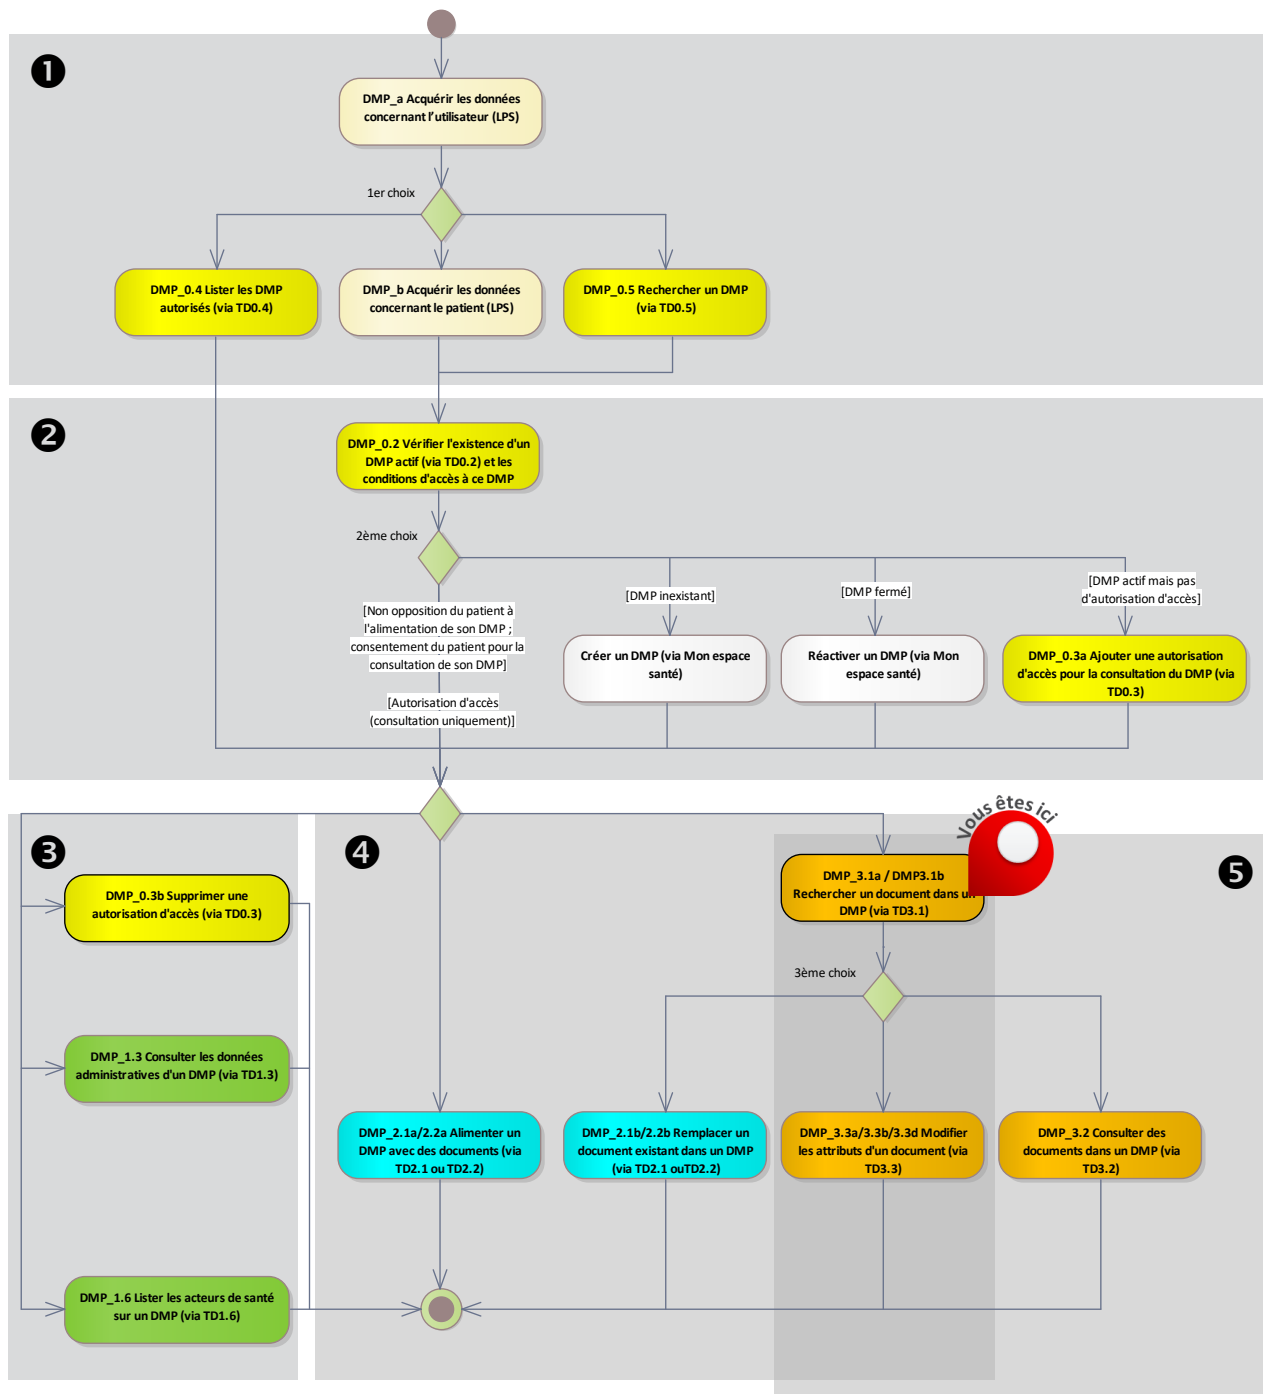 ❶
DMP_a Acquérir les données
concernant l'utilisateur (LPS)
1er choix
DMP_0.4 Lister les DMP
autorisés (via TD0.4)
DMP_b Acquérir les données
concernant le patient (LPS)
DMP_0.5 Rechercher un DMP
(via TD0.5)
❷
DMP_0.2 Vérifier l'existence d'un
DMP actif (via TD0.2) et les
conditions d'accès à ce DMP
2ème choix
[Non opposition du patient à
l'alimentation de son DMP ;
consentement du patient pour la
consultation de son DMP]
[Autorisation d'accès
(consultation uniquement)]
[DMP inexistant]
[DMP fermé]
[DMP actif mais pas
d'autorisation d'accès]
Créer un DMP (via Mon espace
santé)
Réactiver un DMP (via Mon
espace santé)
DMP_0.3a Ajouter une autorisation
d'accès pour la consultation du DMP (via
TD0.3)
Vous êtes ici
❸
❹
❺
DMP_0.3b Supprimer une
autorisation d'accès (via TD0.3)
DMP_3.1a / DMP3.1b
Rechercher un document dans un
DMP (via TD3.1)
3ème choix
DMP_1.3 Consulter les données
administratives d'un DMP (via TD1.3)
DMP_2.1a/2.2a Alimenter un
DMP avec des documents (via
TD2.1 ou TD2.2)
DMP_2.1b/2.2b Remplacer un
document existant dans un DMP
(via TD2.1 ouTD2.2)
DMP_3.3a/3.3b/3.3d Modifier
les attributs d'un document (via
TD3.3)
DMP_3.2 Consulter des
documents dans un DMP (via
TD3.2)
DMP_1.6 Lister les acteurs de santé
sur un DMP (via TD1.6)